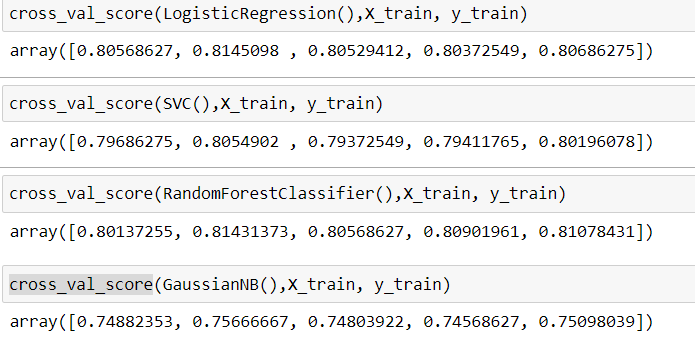 cross_val_score(LogisticRegression(),X_train, y_train)
array([0.80568627, 0.8145098 , 0.80529412, 0.80372549, 0.80686275])
cross_val_score(SVC(),X_train, y_train)
array([0.79686275, 0.8054902 , 0.79372549, 0.79411765, 0.80196078])
cross_val_score(RandomForestClassifier(),X_train, y_train)
array([0.80137255, 0.81431373, 0.80568627, 0.80901961, 0.81078431])
cross_val_score(GaussianNB(),X_train, y_train)
array([0.74882353, 0.75666667, 0.74803922, 0.74568627, 0.75098039])